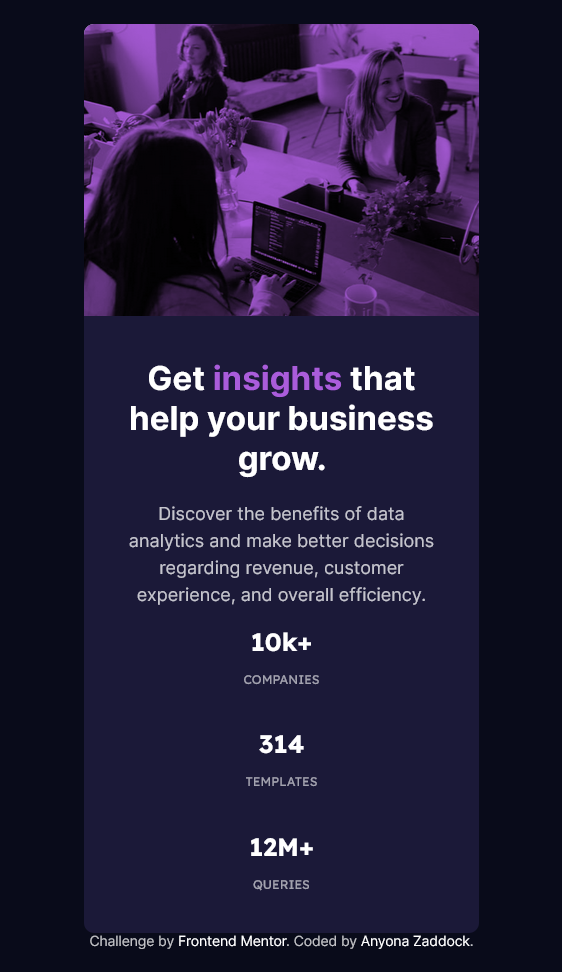 Get insights that
help your business
grow.
Discover the benefits of data
analytics and make better decisions
regarding revenue, customer
experience, and overall efficiency.
10k+
COMPANIES
314
TEMPLATES
12M+
QUERIES
Challenge by Frontend Mentor. Coded by Anyona Zaddock.